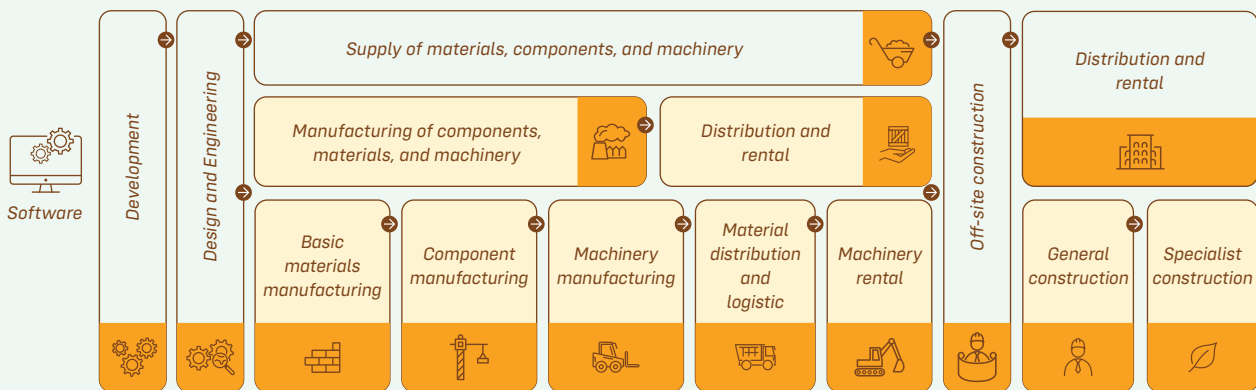 Software
Development
Design and Engineering
Supply of materials, components, and machinery
Manufacturing of components,
materials, and machinery
Distribution and
rental
Basic
materials
manufacturing
Component
manufacturing
Machinery
manufacturing
Material
distribution
and
logistic
Machinery
rental
Off-site construction
Distribution and
rental
General
construction
Specialist
construction